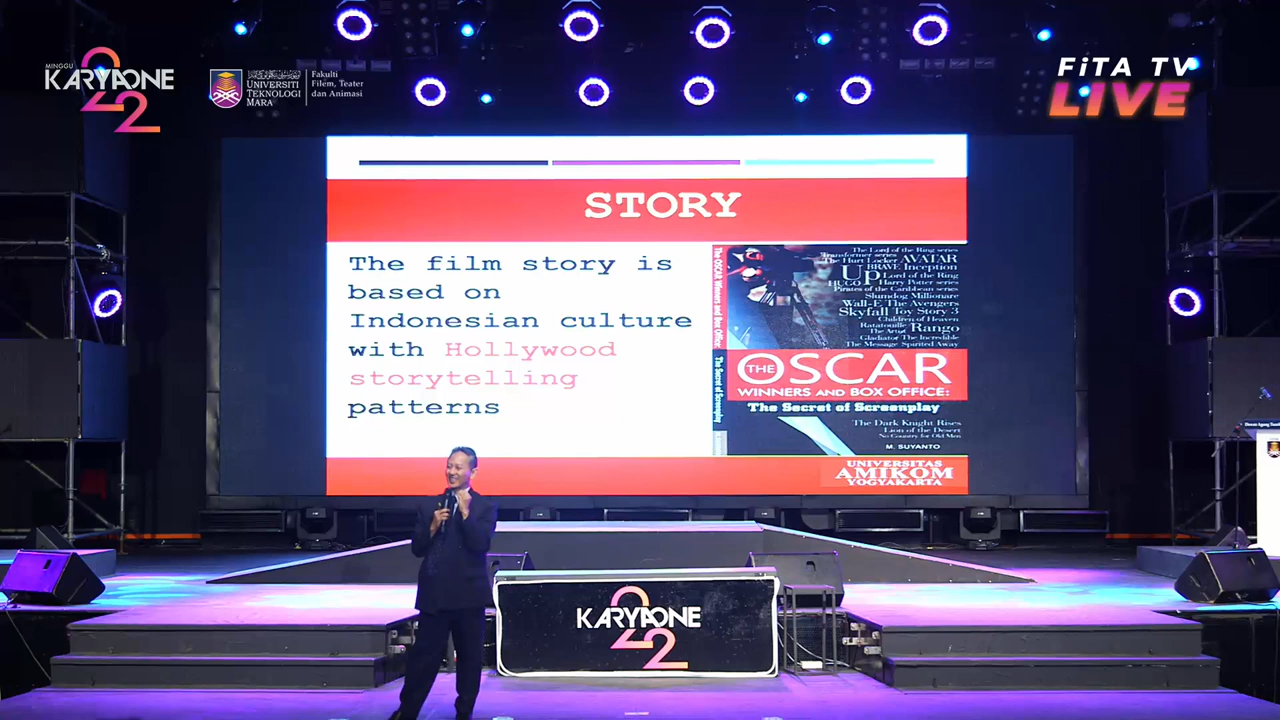 MINGGU
KARYAONE
22
UNIVERSITI
TEKNOLOGI
MARA
Fakulti
Filem, Teater
dan Animasi
FiTA TV
LIVE
STORY
The film story is
based on
Indonesian culture
with Hollywood
storytelling
patterns
The OSCAR Winners and Box Office:
The Secret of Screenplay
The Lord of the Ring series
Transformer series
The Hurt Locker AVATAR
BRAVE Inception
Up Lord of the Ring
HUGO Harry Potter series
Pirates of the Caribbean series
Slumdog Millionare
Wall-E The Avengers
Skyfall Toy Story 3
Children of Heaven
Ratatouille Rango
The Artist
Gladiator The Incredible
The Message Spirited Away
THE OSCAR
WINNERS AND BOX OFFICE:
The Secret of Screenplay
The Dark Knight Rises
Lion of the Desert
No Country for Old Men
M. SUYANTO
UNIVERSITAS
AMIKOM
YOGYAKARTA
KARYAONE
22